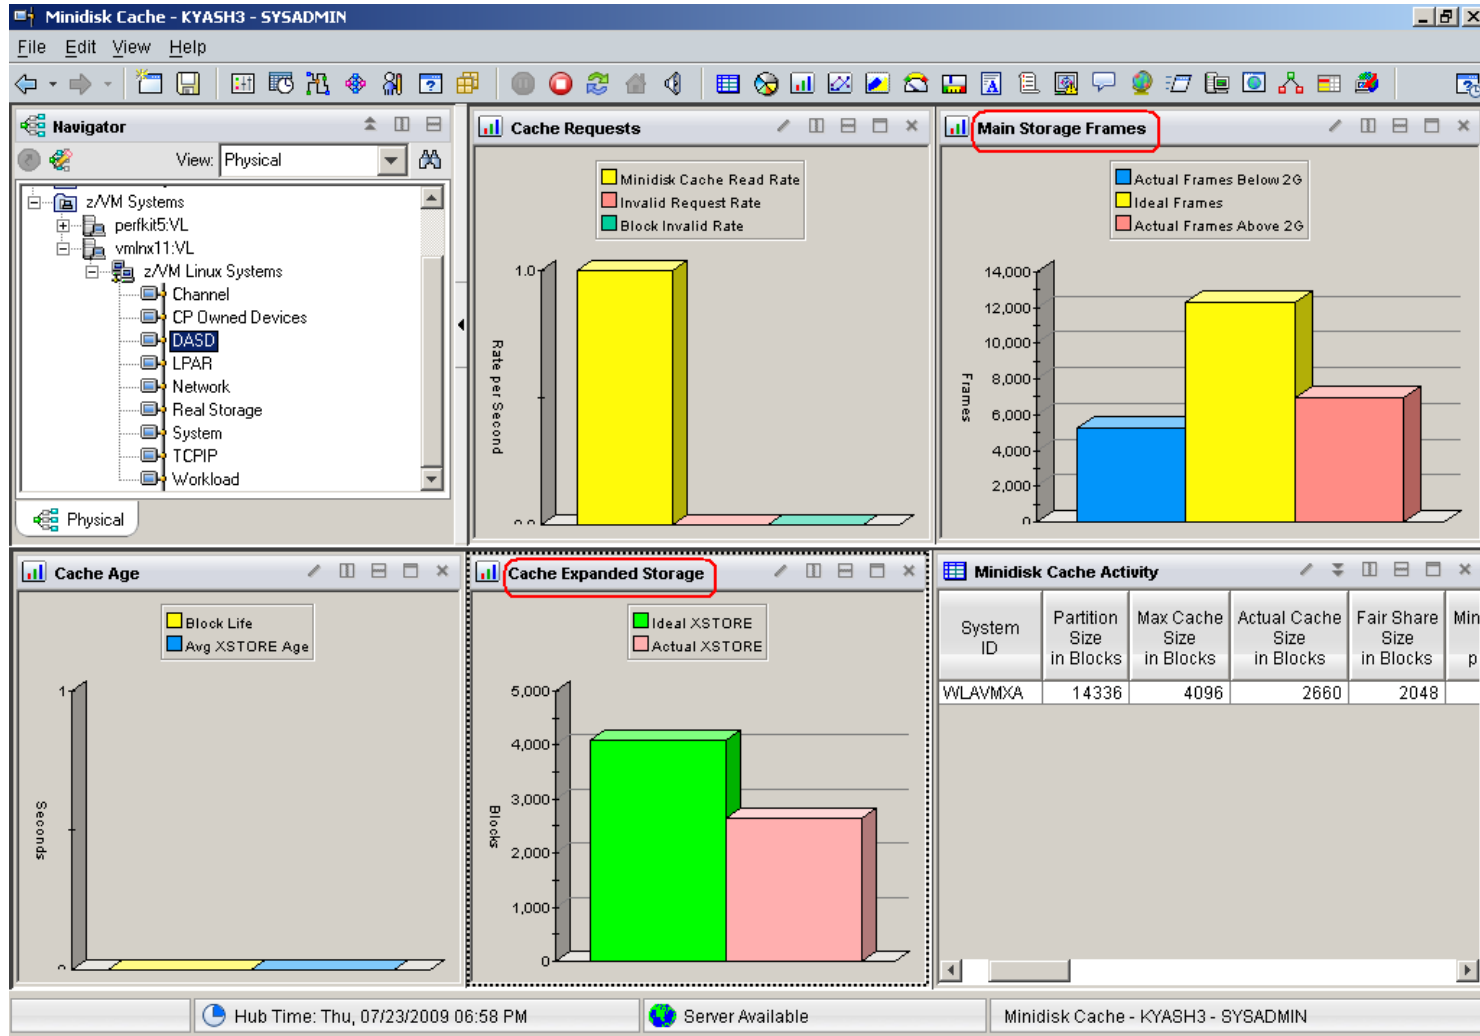 Minidisk Cache - KYASH3 - SYSADMIN
File Edit View Help
Navigator
View: Physical
z/VM Systems
perfkit5:VL
vmlnx11:VL
z/VM Linux Systems
Channel
CP Owned Devices
DASD
LPAR
Network
Real Storage
System
TCPIP
Workload
Physical
Cache Requests
Minidisk Cache Read Rate
Invalid Request Rate
Block Invalid Rate
1.0
Rate per Second
Main Storage Frames
Actual Frames Below 2G
Ideal Frames
Actual Frames Above 2G
14,000
12,000
10,000
8,000
6,000
4,000
2,000
0
Frames
Cache Age
Block Life
Avg XSTORE Age
1
Seconds
Cache Expanded Storage
Ideal XSTORE
Actual XSTORE
5,000
4,000
3,000
2,000
1,000
0
Blocks
Minidisk Cache Activity
System ID
Partition Size in Blocks
Max Cache Size in Blocks
Actual Cache Size in Blocks
Fair Share Size in Blocks
Min
p
WLAVMXA 14336 4096 2660 2048
Hub Time: Thu, 07/23/2009 06:58 PM
Server Available
Minidisk Cache - KYASH3 - SYSADMIN